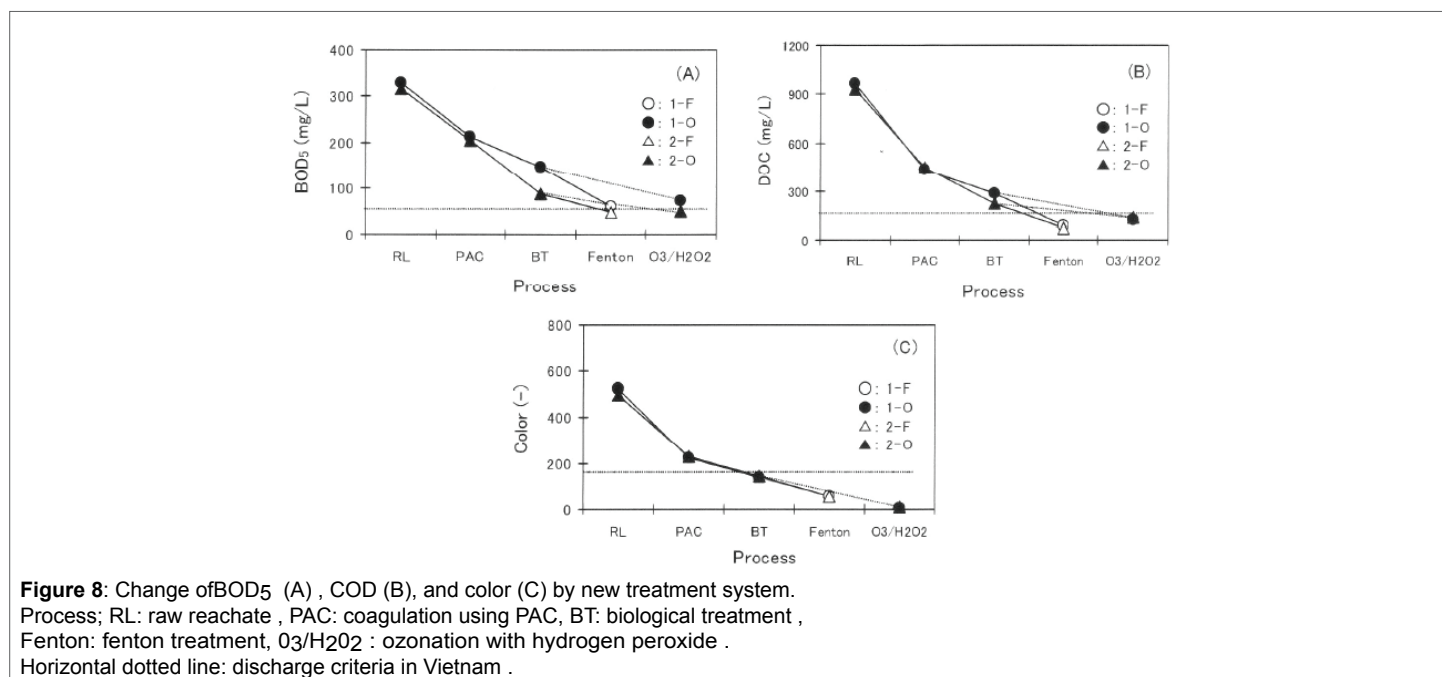 400
300
200
100
0
BOD5 (mg/L)
(A)
○: 1-F
●: 1-O
△: 2-F
▲: 2-O
RL PAC BT Fenton O3/H2O2
Process
1200
900
600
300
0
DOC (mg/L)
(B)
○: 1-F
●: 1-O
△: 2-F
▲: 2-O
RL PAC BT Fenton O3/H2O2
Process
800
600
400
200
0
Color (-)
(C)
○: 1-F
●: 1-O
△: 2-F
▲: 2-O
RL PAC BT Fenton O3/H2O2
Process
Figure 8: Change ofBOD5 (A) , COD (B), and color (C) by new treatment system.
Process; RL: raw reachate , PAC: coagulation using PAC, BT: biological treatment ,
Fenton: fenton treatment, 03/H202 : ozonation with hydrogen peroxide .
Horizontal dotted line: discharge criteria in Vietnam .